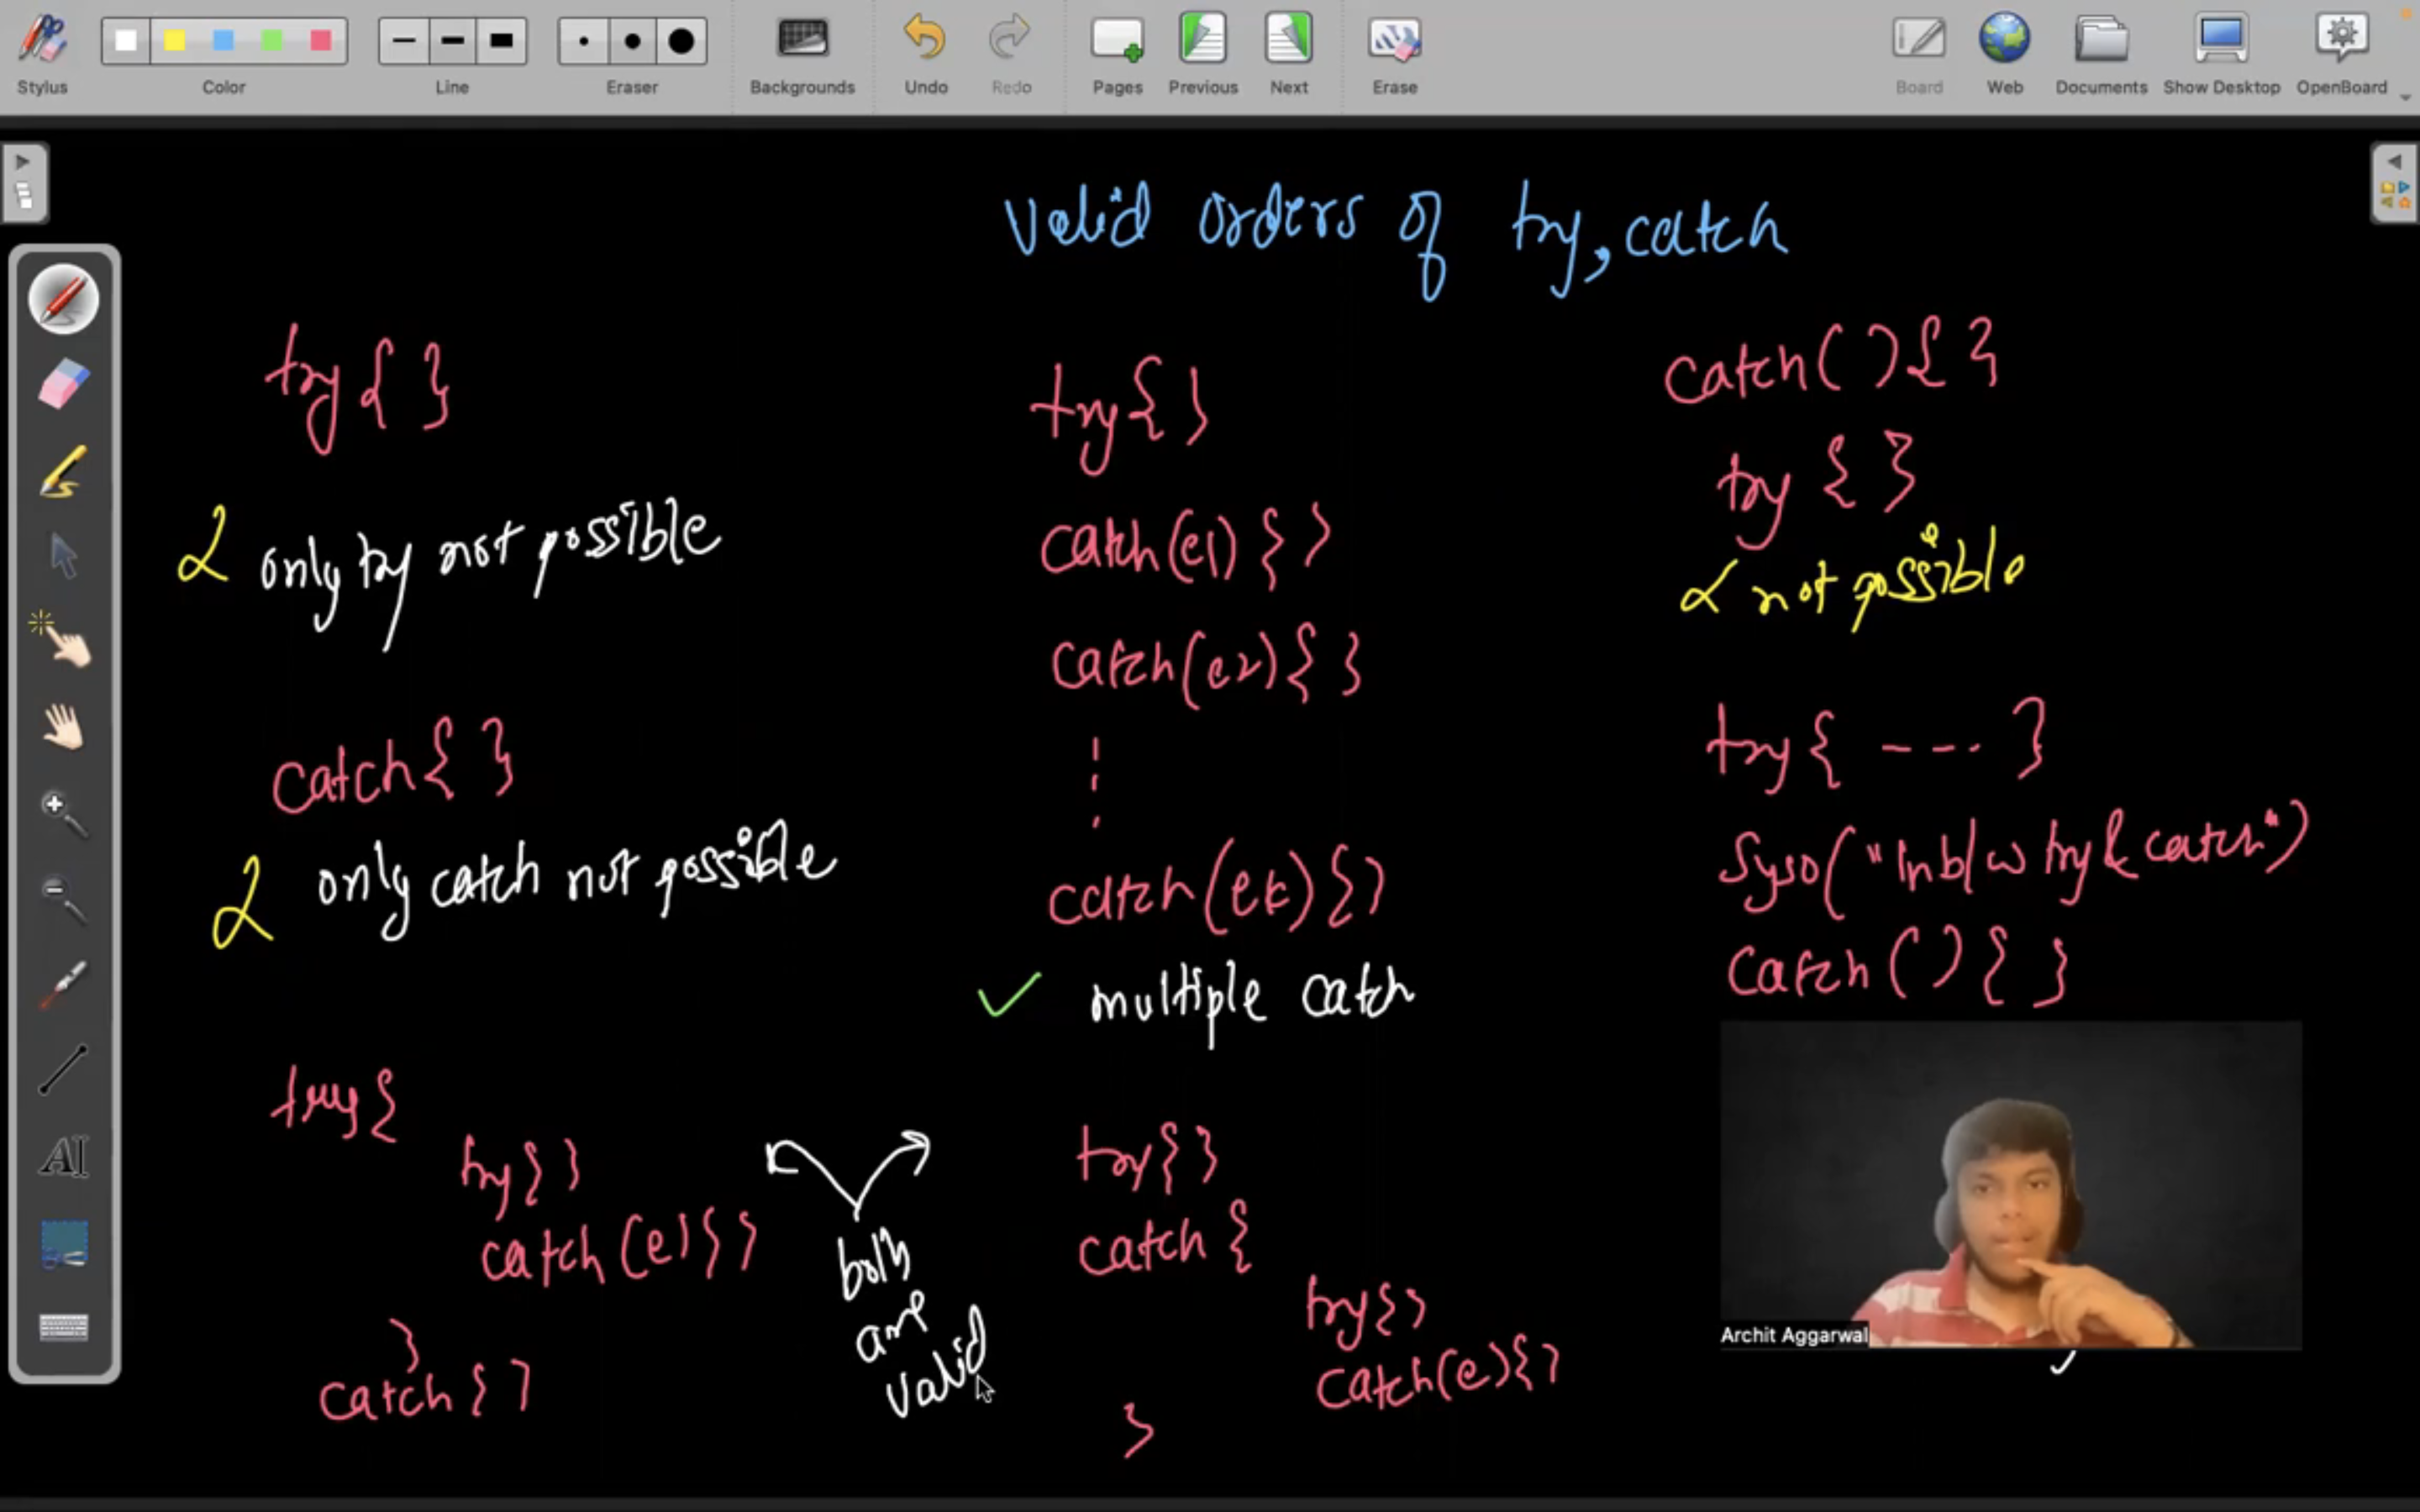 Stylus
Color
Line
Eraser
Backgrounds
Undo
Redo
Pages
Previous
Next
Erase
Board
Web
Documents
Show Desktop
OpenBoard
Valid orders of try, catch
try{ }
only try not possible
catch{ }
only catch not possible
try{
try{}
catch(e){}
}
catch{}
both
are
valid
try{}
catch(e1){}
catch(e2){}
catch(ek){}
✓ multiple catch
try{}
catch{
try{}
catch(e){}
}
catch(){}
try{}
not possible
try{ --- }
Syso("In b/w try & catch")
catch(){}
AI
Archit Aggarwal